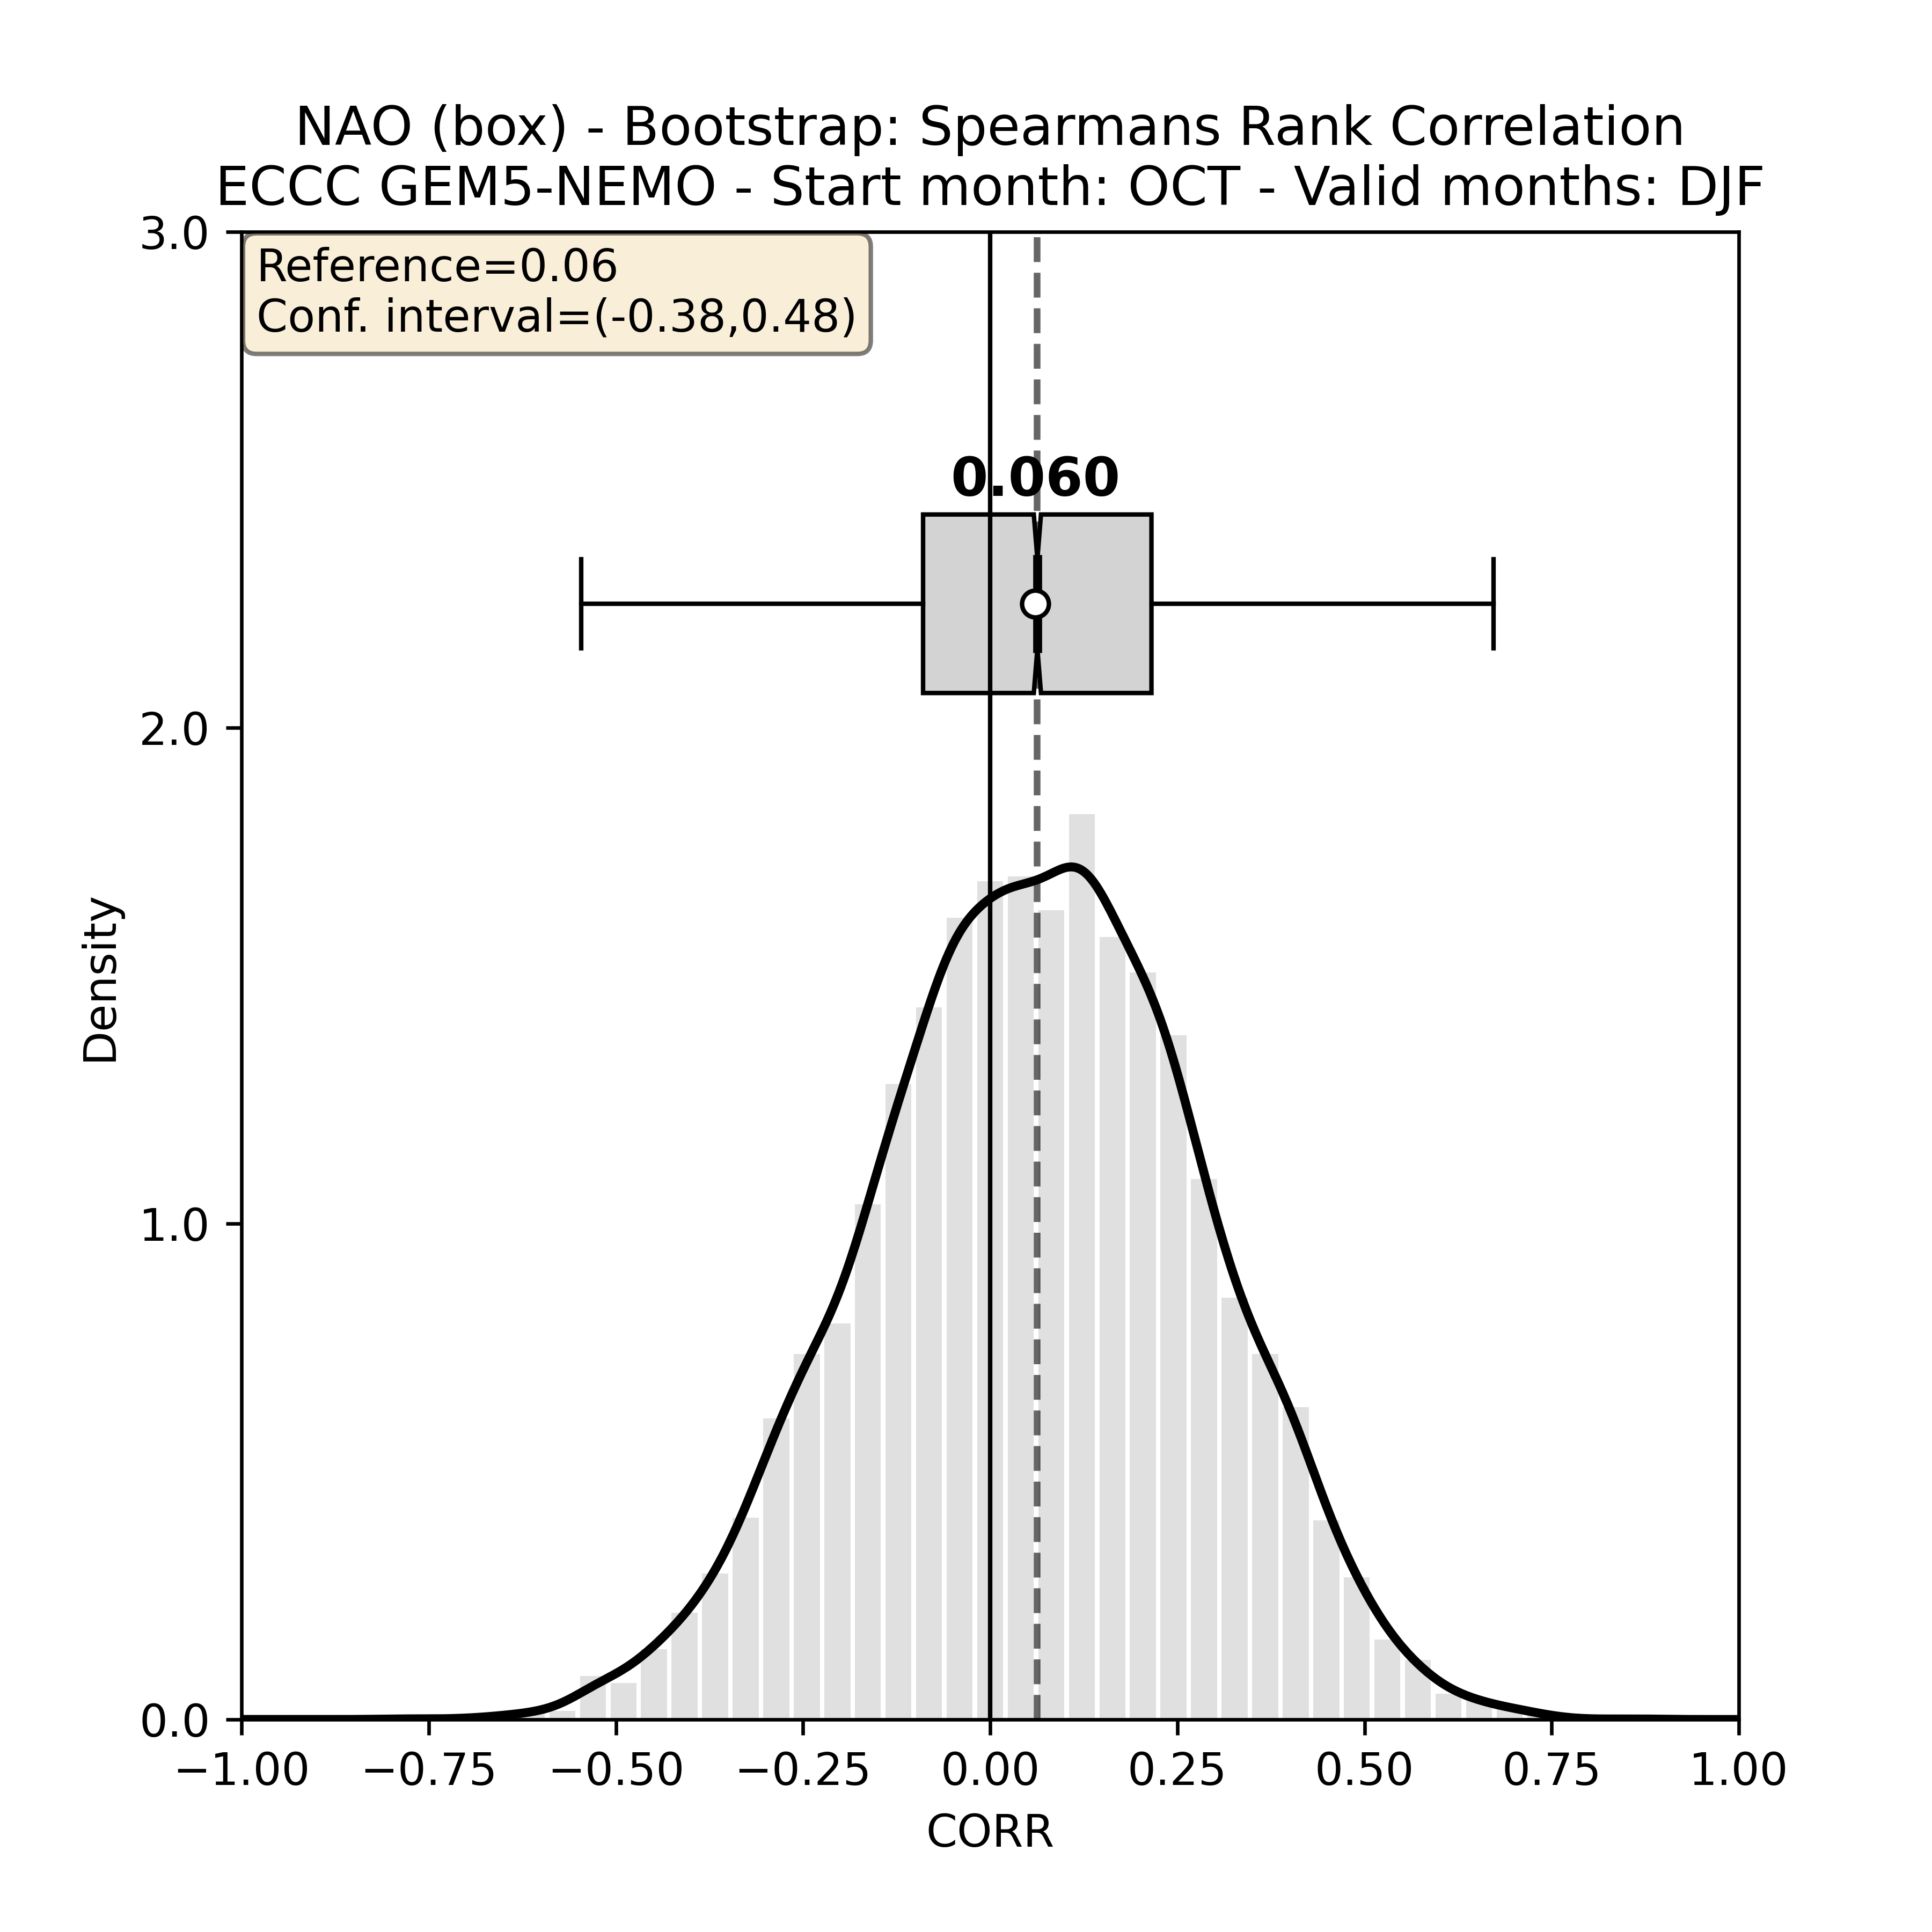 NAO (box) - Bootstrap: Spearmans Rank Correlation
ECCC GEM5-NEMO - Start month: OCT - Valid months: DJF
3.0
Reference=0.06
Conf. interval=(-0.38,0.48)
0.060
2.0
Density
1.0
0.0
−1.00 −0.75 −0.50 −0.25 0.00 0.25 0.50 0.75 1.00
CORR